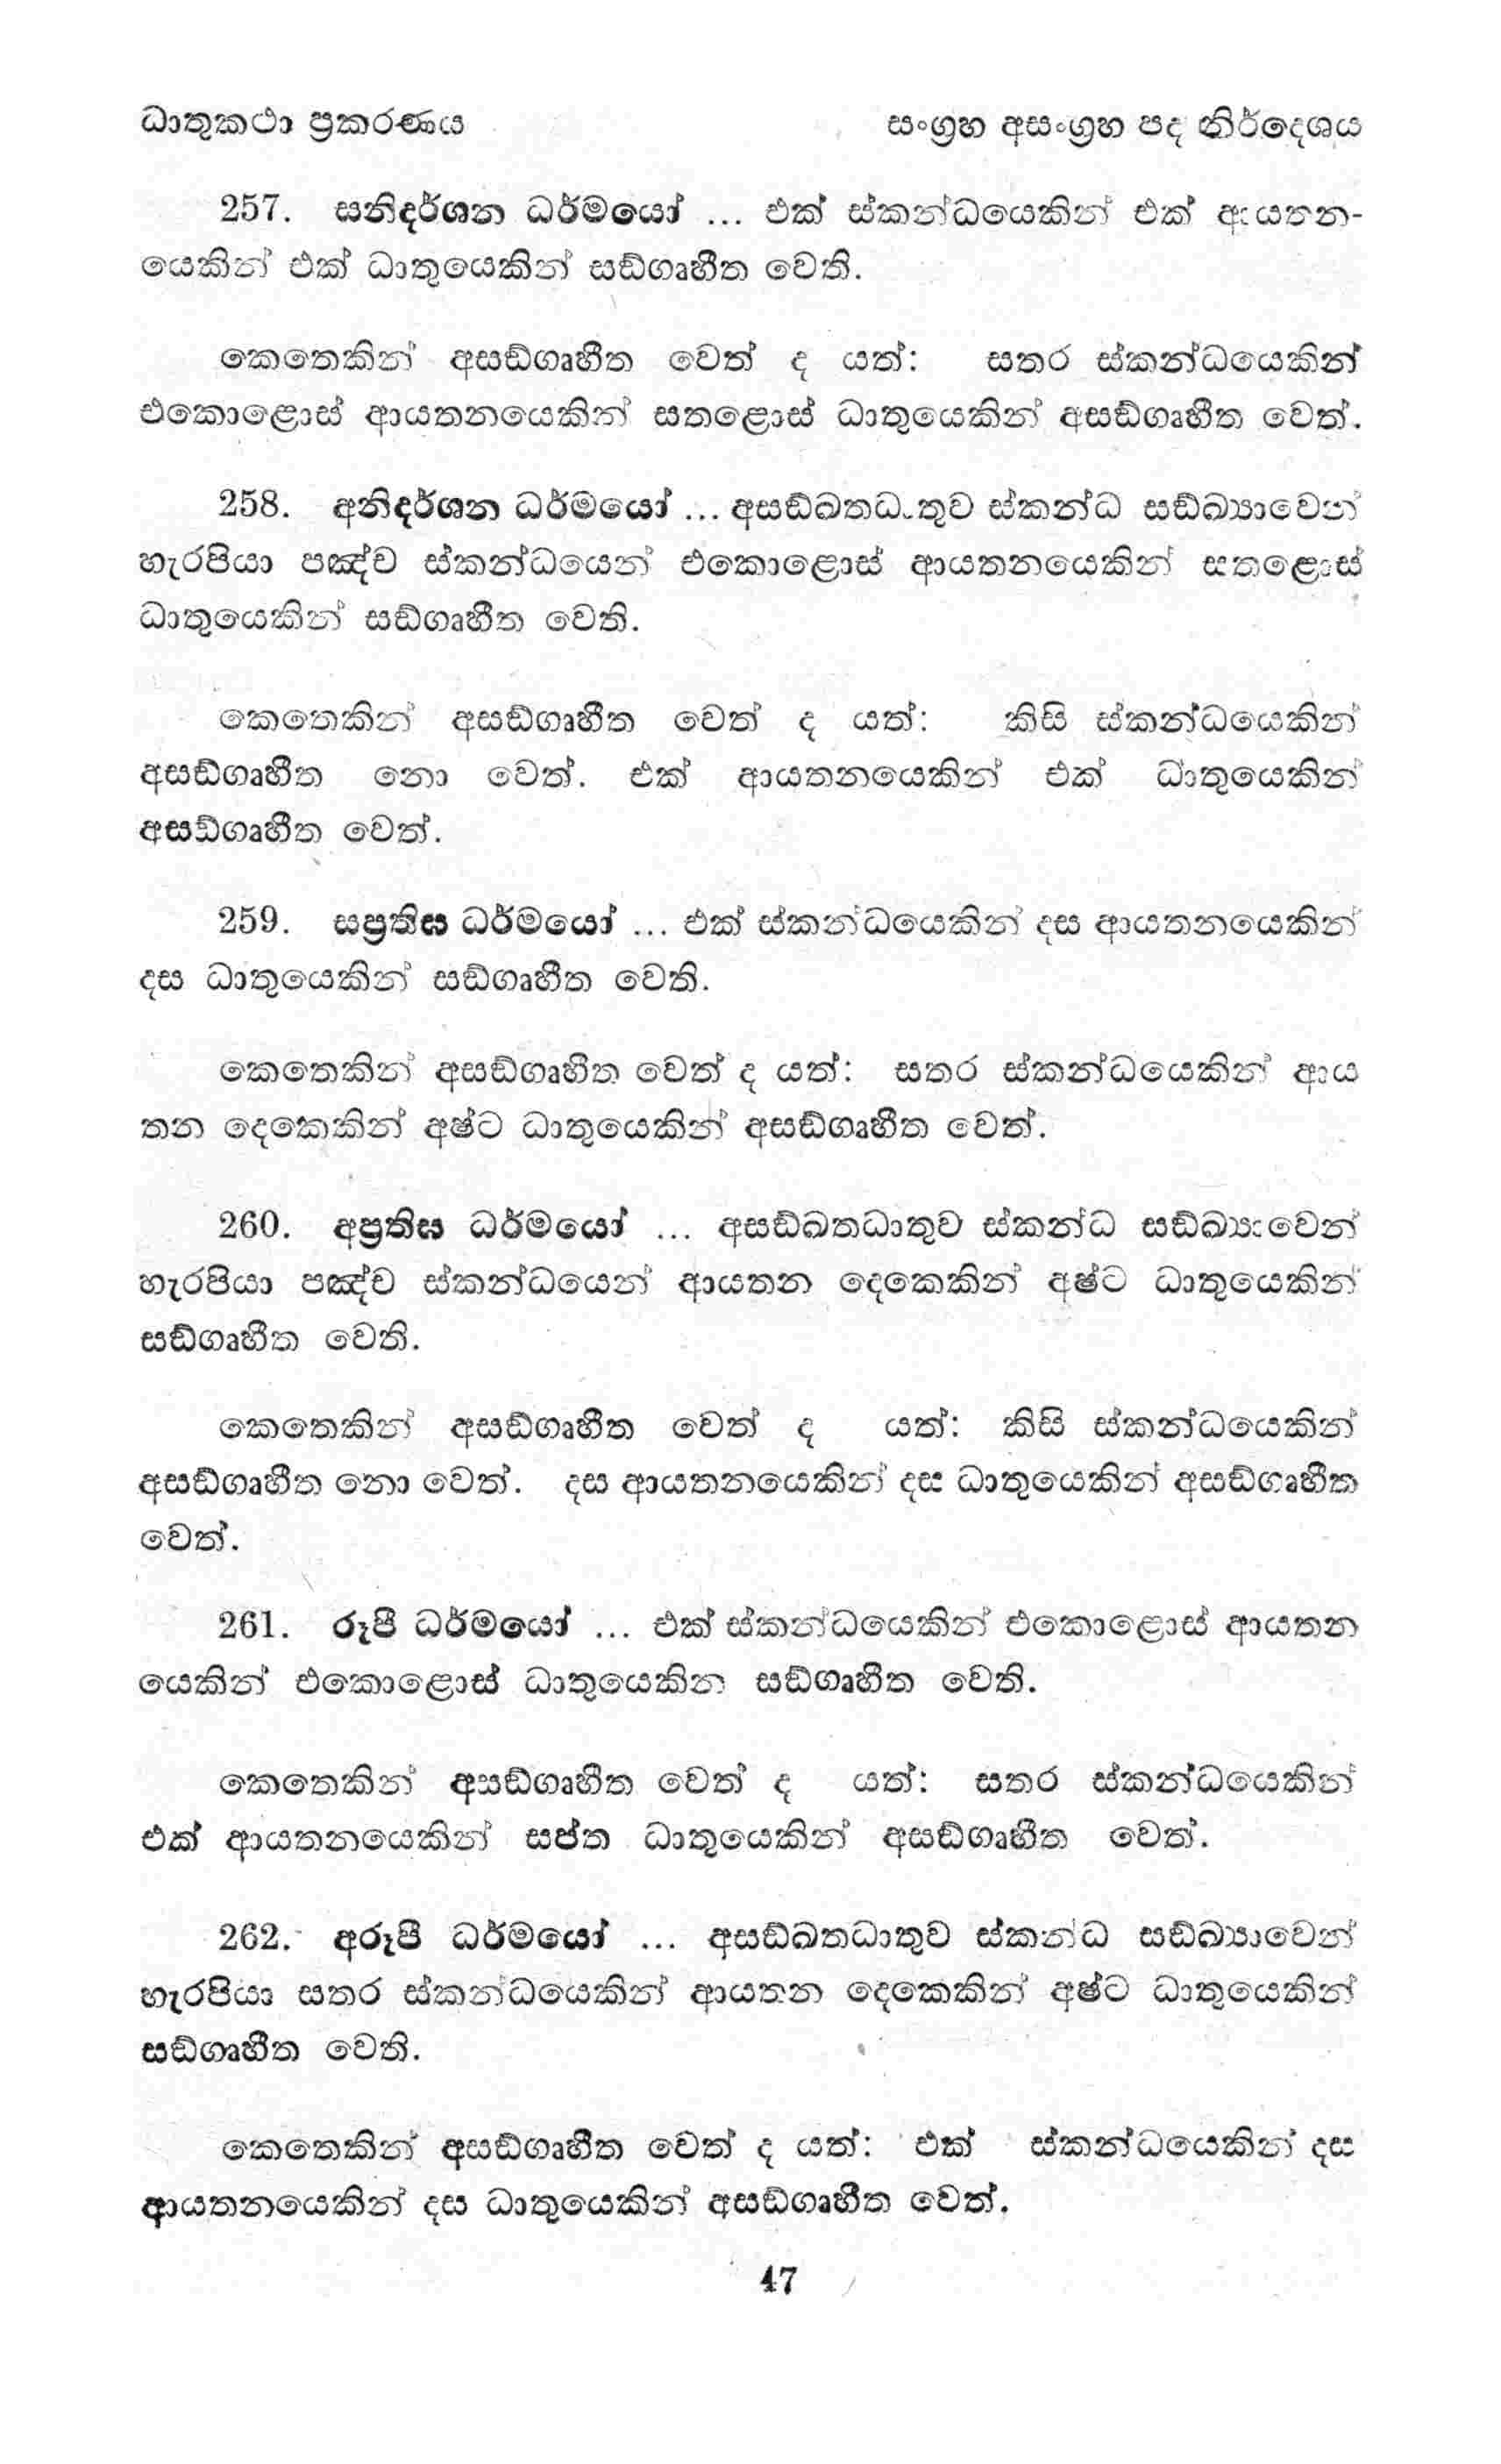 ධාතුකථා ප්‍රකරණය
සංග්‍රහ අසංග්‍රහ පද නිර්දෙශය
257. සනිදර්ශන ධර්මයෝ ... එක් ස්කන්ධයෙකින් එක් ආයතන-
යෙකින් එක් ධාතුයෙකින් සඞ්ගෘහීත වෙති.
කෙතෙකින් අසඞ්ගෘහීත වෙත් ද යත්: සතර ස්කන්ධයෙකින්
එකොළොස් ආයතනයෙකින් සතළොස් ධාතුයෙකින් අසඞ්ගෘහීත වෙත්.
258. අනිදර්ශන ධර්මයෝ ... අසඞ්ඛතධාතුව ස්කන්ධ සඞ්ඛ්‍යාවෙන්
හැරපියා පඤ්ච ස්කන්ධයෙන් එකොළොස් ආයතනයෙකින් සතළොස්
ධාතුයෙකින් සඞ්ගෘහීත වෙති.
කෙතෙකින් අසඞ්ගෘහීත වෙත් ද යත්: කිසි ස්කන්ධයෙකින්
අසඞ්ගෘහීත නො වෙත්. එක් ආයතනයෙකින් එක් ධාතුයෙකින්
අසඞ්ගෘහීත වෙත්.
259. සප්‍රතිඝ ධර්මයෝ ... එක් ස්කන්ධයෙකින් දස ආයතනයෙකින්
දස ධාතුයෙකින් සඞ්ගෘහීත වෙති.
කෙතෙකින් අසඞ්ගෘහීත වෙත් ද යත්: සතර ස්කන්ධයෙකින් ආය
තන දෙකෙකින් අෂ්ට ධාතුයෙකින් අසඞ්ගෘහීත වෙත්.
260. අප්‍රතිඝ ධර්මයෝ ... අසඞ්ඛතධාතුව ස්කන්ධ සඞ්ඛ්‍යාවෙන්
හැරපියා පඤ්ච ස්කන්ධයෙන් ආයතන දෙකෙකින් අෂ්ට ධාතුයෙකින්
සඞ්ගෘහීත වෙති.
කෙතෙකින් අසඞ්ගෘහීත වෙත් ද යත්: කිසි ස්කන්ධයෙකින්
අසඞ්ගෘහීත නො වෙත්. දස ආයතනයෙකින් දස ධාතුයෙකින් අසඞ්ගෘහීත
වෙත්.
261. රූපී ධර්මයෝ ... එක් ස්කන්ධයෙකින් එකොළොස් ආයතන
යෙකින් එකොළොස් ධාතුයෙකින සඞ්ගෘහීත වෙති.
කෙතෙකින් අසඞ්ගෘහීත වෙත් ද යත්: සතර ස්කන්ධයෙකින්
එක් ආයතනයෙකින් සප්ත ධාතුයෙකින් අසඞ්ගෘහීත වෙත්.
262. අරූපී ධර්මයෝ ... අසඞ්ඛතධාතුව ස්කන්ධ සඞ්ඛ්‍යාවෙන්
හැරපියා සතර ස්කන්ධයෙකින් ආයතන දෙකෙකින් අෂ්ට ධාතුයෙකින්
සඞ්ගෘහීත වෙති.
කෙතෙකින් අසඞ්ගෘහීත වෙත් ද යත්: එක් ස්කන්ධයෙකින් දස
ආයතනයෙකින් දස ධාතුයෙකින් අසඞ්ගෘහීත වෙත්.
47